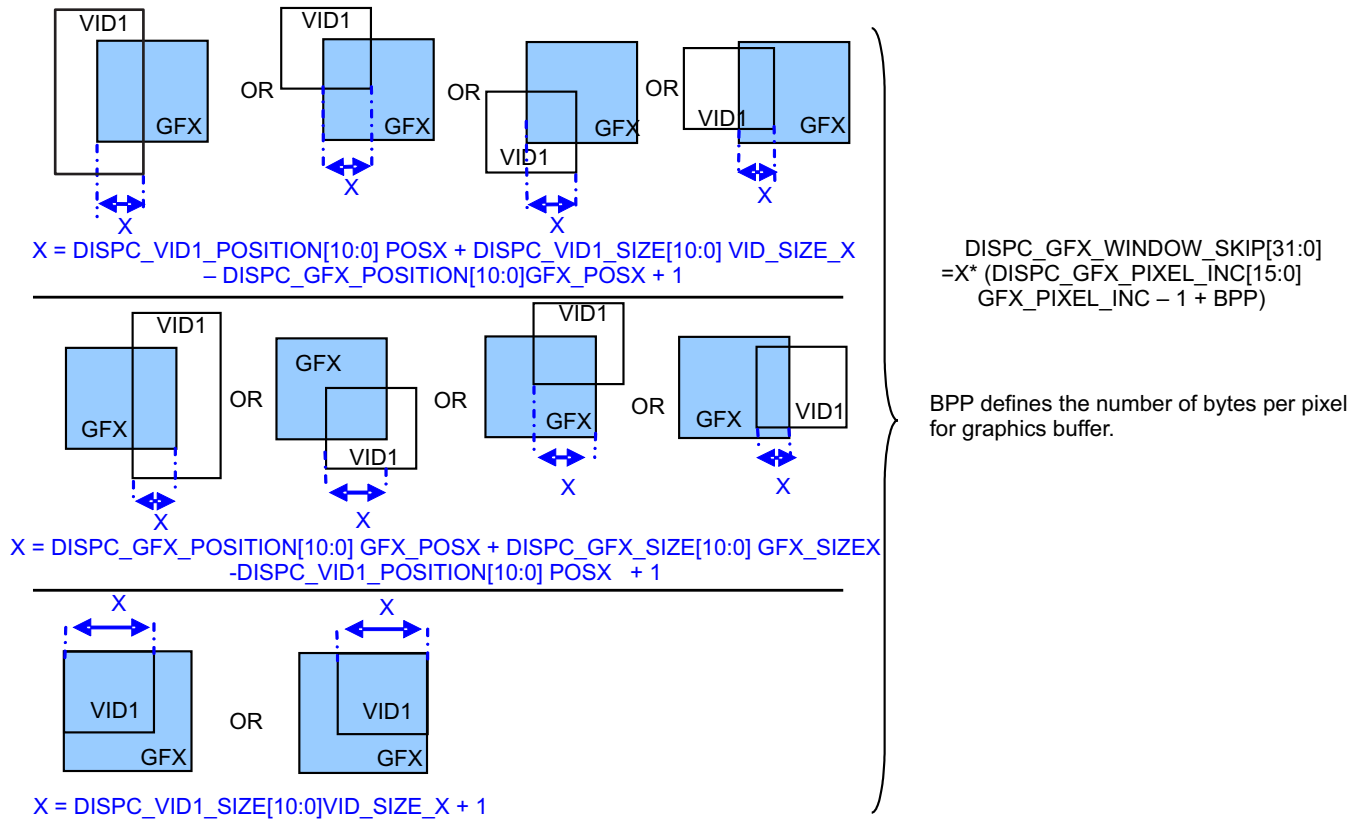 VID1
GFX
X
OR
VID1
GFX
X
OR
GFX
VID1
X
OR
VID1
GFX
X
X = DISPC_VID1_POSITION[10:0] POSX + DISPC_VID1_SIZE[10:0] VID_SIZE_X
– DISPC_GFX_POSITION[10:0]GFX_POSX + 1
VID1
GFX
X
OR
GFX
VID1
X
OR
VID1
GFX
X
OR
GFX
VID1
X
X = DISPC_GFX_POSITION[10:0] GFX_POSX + DISPC_GFX_SIZE[10:0] GFX_SIZEX
-DISPC_VID1_POSITION[10:0] POSX + 1
X
VID1
GFX
OR
X
VID1
GFX
X = DISPC_VID1_SIZE[10:0]VID_SIZE_X + 1
DISPC_GFX_WINDOW_SKIP[31:0]
=X* (DISPC_GFX_PIXEL_INC[15:0]
GFX_PIXEL_INC – 1 + BPP)
BPP defines the number of bytes per pixel
for graphics buffer.